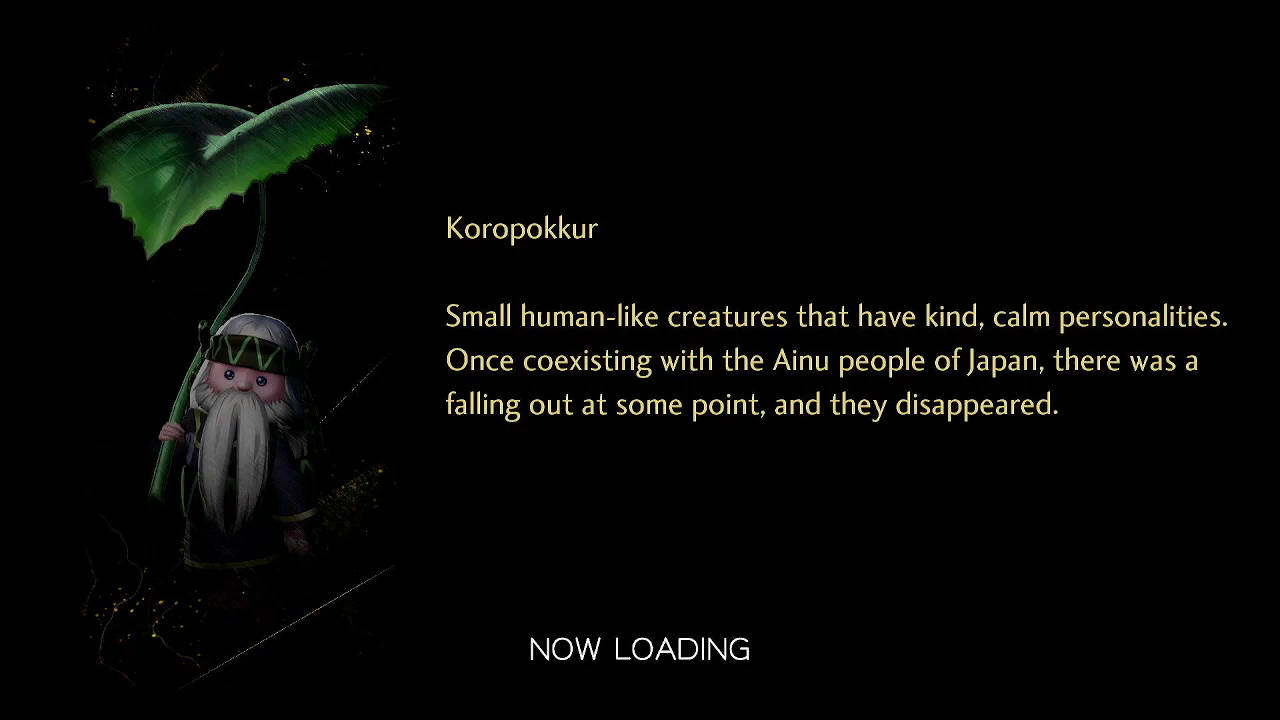 Koropokkur
Small human-like creatures that have kind, calm personalities.
Once coexisting with the Ainu people of Japan, there was a
falling out at some point, and they disappeared.
NOW LOADING